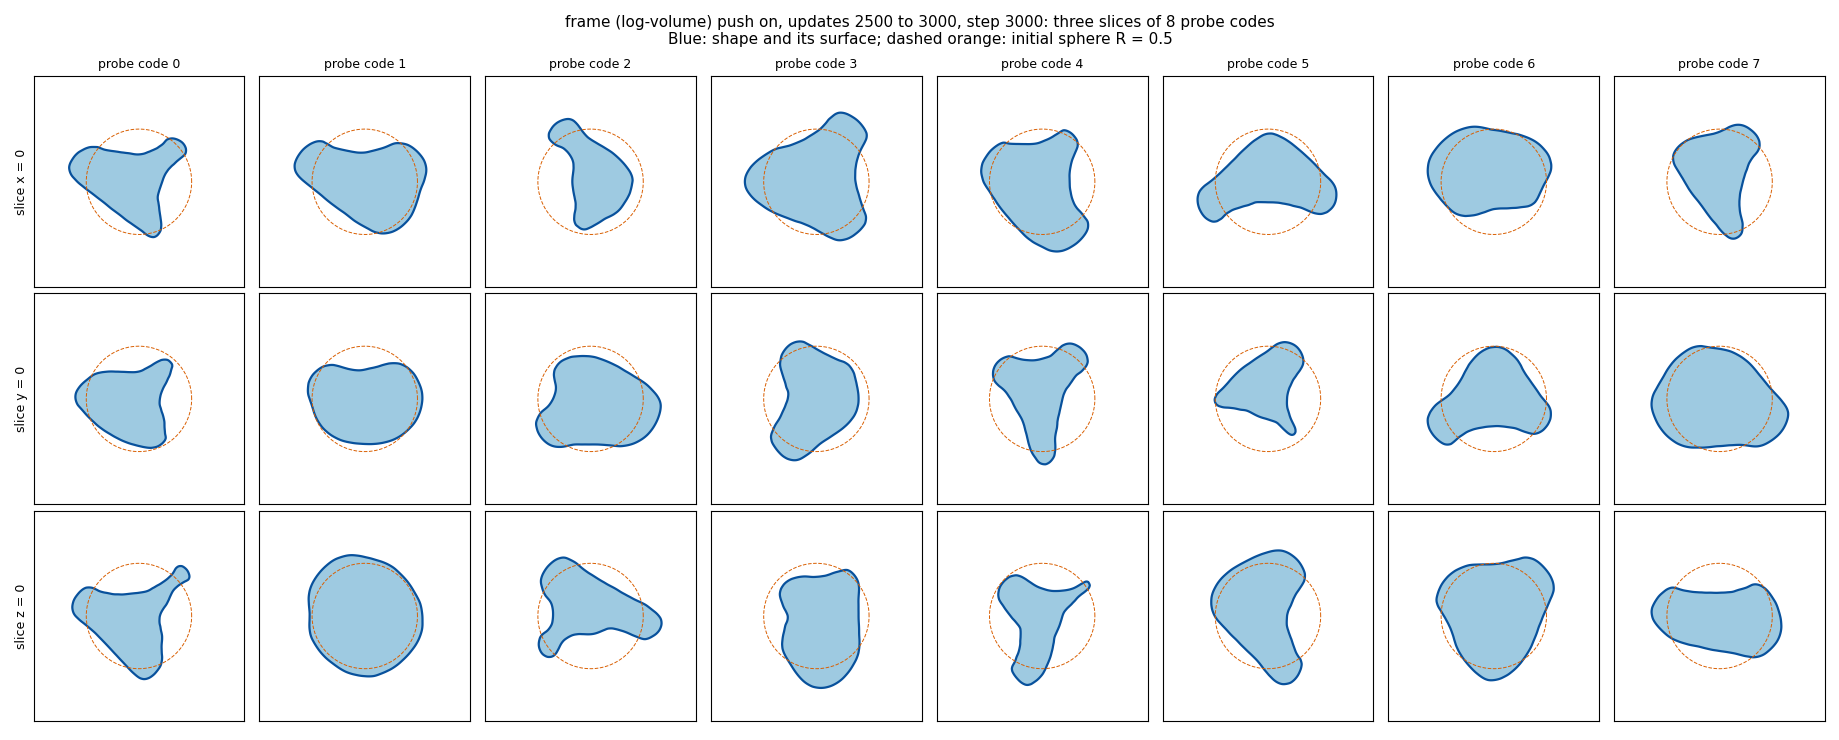 frame (log-volume) push on, updates 2500 to 3000, step 3000: three slices of 8 probe codes
Blue: shape and its surface; dashed orange: initial sphere R = 0.5
probe code 0
probe code 1
probe code 2
probe code 3
probe code 4
probe code 5
probe code 6
probe code 7
slice x = 0
slice y = 0
slice z = 0